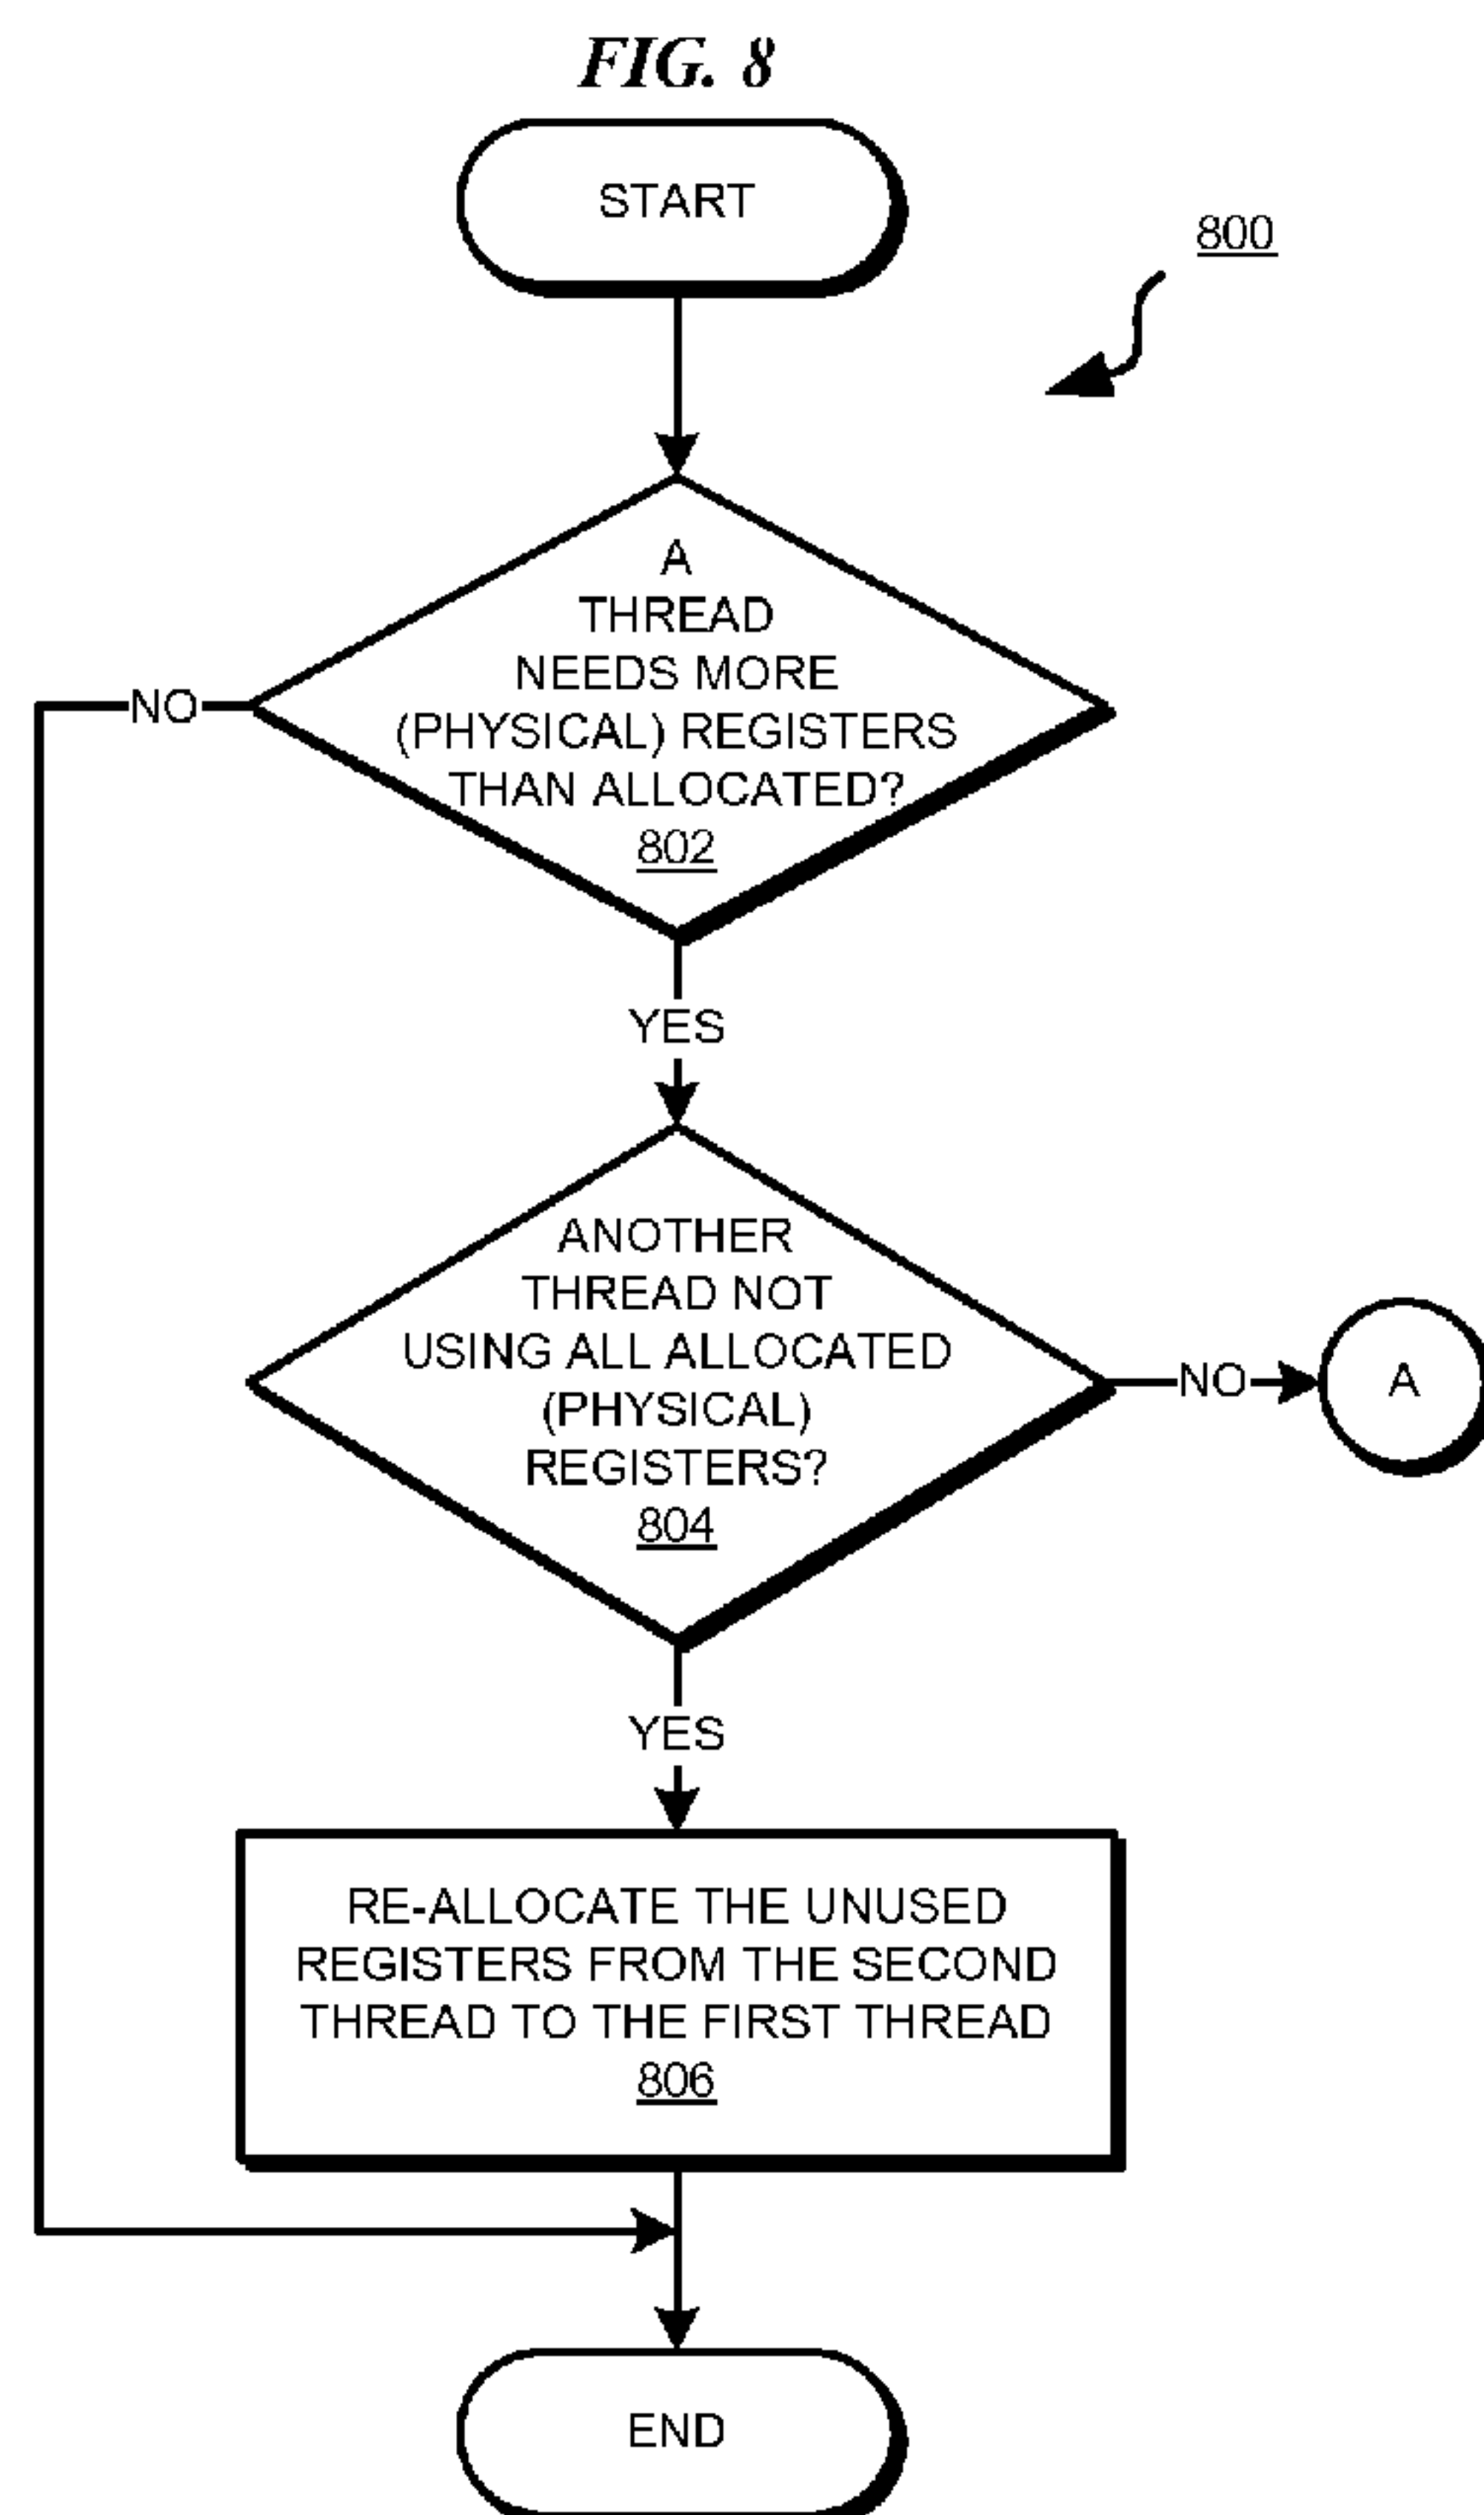 FIG. 8
START
800
A
THREAD
NEEDS MORE
(PHYSICAL) REGISTERS
THAN ALLOCATED?
802
NO
YES
ANOTHER
THREAD NOT
USING ALL ALLOCATED
(PHYSICAL)
REGISTERS?
804
NO
A
YES
RE-ALLOCATE THE UNUSED
REGISTERS FROM THE SECOND
THREAD TO THE FIRST THREAD
806
END